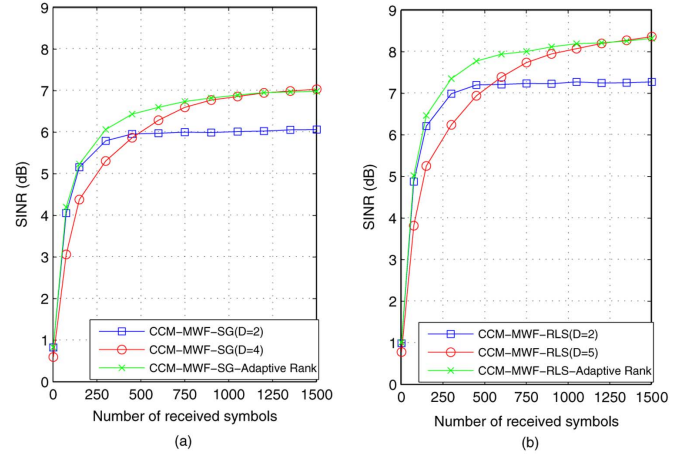 9
8
7
6
5
4
3
2
1
0
SINR (dB)
CCM−MWF−SG(D=2)
CCM−MWF−SG(D=4)
CCM−MWF−SG−Adaptive Rank
0 250 500 750 1000 1250 1500
Number of received symbols
(a)
9
8
7
6
5
4
3
2
1
0
SINR (dB)
CCM−MWF−RLS(D=2)
CCM−MWF−RLS(D=5)
CCM−MWF−RLS−Adaptive Rank
0 250 500 750 1000 1250 1500
Number of received symbols
(b)